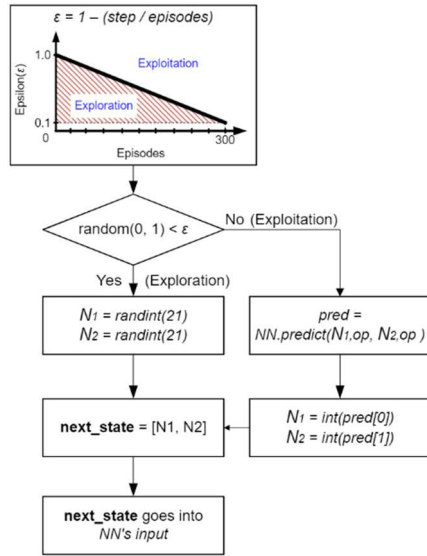 ε = 1 – (step / episodes)
Epsilon(ε)
1.0
Exploitation
Exploration
0.1
0
300
Episodes
random(0, 1) < ε
No (Exploitation)
Yes (Exploration)
N1 = randint(21)
N2 = randint(21)
pred =
NN.predict(N1,op, N2,op )
next_state = [N1, N2]
N1 = int(pred[0])
N2 = int(pred[1])
next_state goes into
NN's input